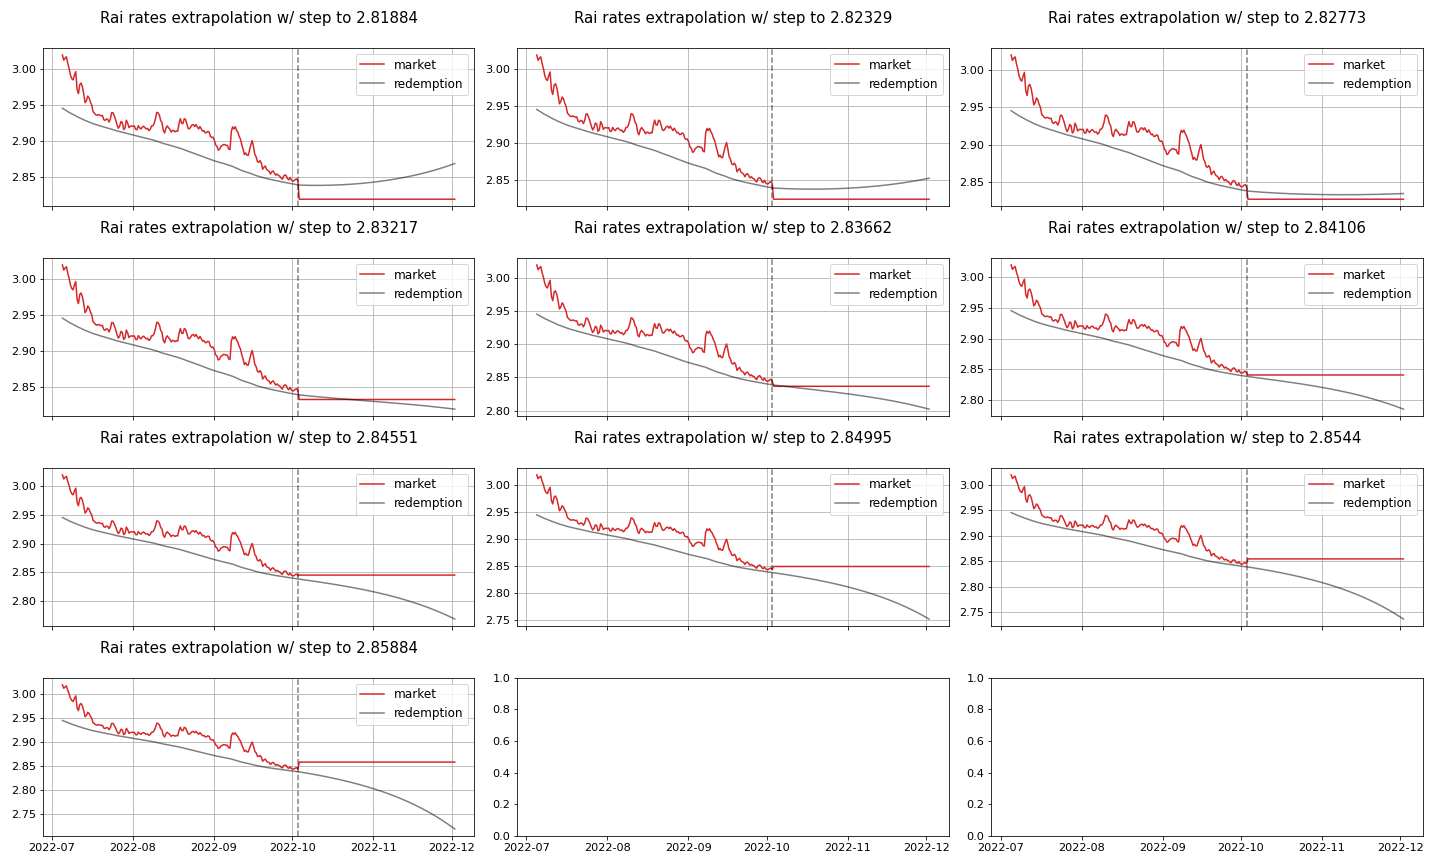 Rai rates extrapolation w/ step to 2.81884
Rai rates extrapolation w/ step to 2.82329
Rai rates extrapolation w/ step to 2.82773
3.00
2.95
2.90
2.85
market
redemption
3.00
2.95
2.90
2.85
market
redemption
3.00
2.95
2.90
2.85
market
redemption
Rai rates extrapolation w/ step to 2.83217
Rai rates extrapolation w/ step to 2.83662
Rai rates extrapolation w/ step to 2.84106
3.00
2.95
2.90
2.85
market
redemption
3.00
2.95
2.90
2.85
2.80
market
redemption
3.00
2.95
2.90
2.85
2.80
market
redemption
Rai rates extrapolation w/ step to 2.84551
Rai rates extrapolation w/ step to 2.84995
Rai rates extrapolation w/ step to 2.8544
3.00
2.95
2.90
2.85
2.80
market
redemption
3.00
2.95
2.90
2.85
2.80
2.75
market
redemption
3.00
2.95
2.90
2.85
2.80
2.75
market
redemption
Rai rates extrapolation w/ step to 2.85884
3.00
2.95
2.90
2.85
2.80
2.75
market
redemption
2022-07 2022-08 2022-09 2022-10 2022-11 2022-12
1.0
0.8
0.6
0.4
0.2
0.0
2022-07 2022-08 2022-09 2022-10 2022-11 2022-12
1.0
0.8
0.6
0.4
0.2
0.0
2022-07 2022-08 2022-09 2022-10 2022-11 2022-12